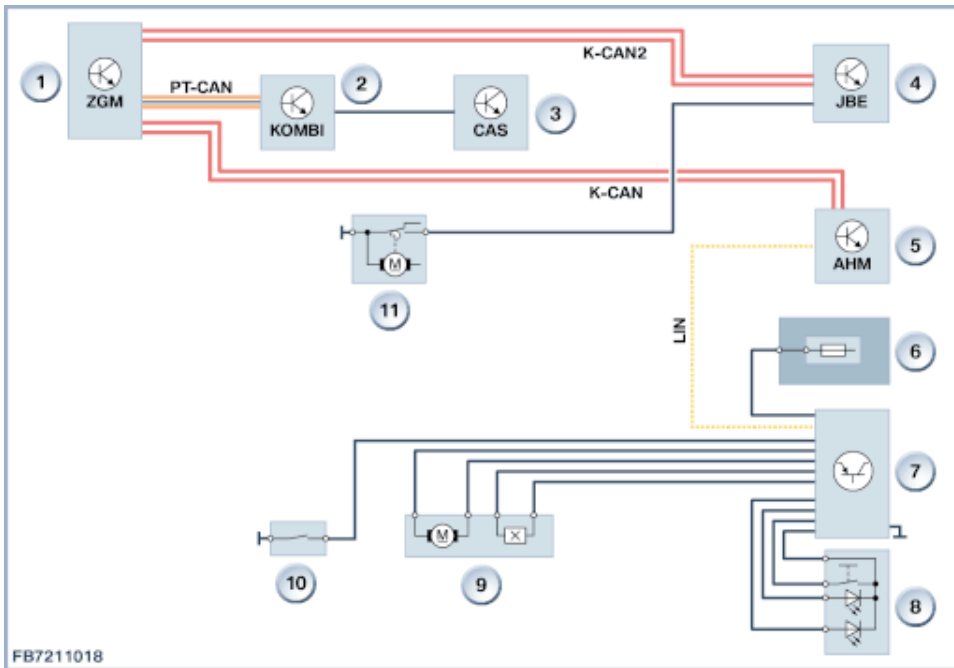 K-CAN2
1
ZGM
PT-CAN
2
KOMBI
CAS
3
JBE
4
K-CAN
AHM
5
M
11
LIN
6
7
M
10
9
8
FB7211018